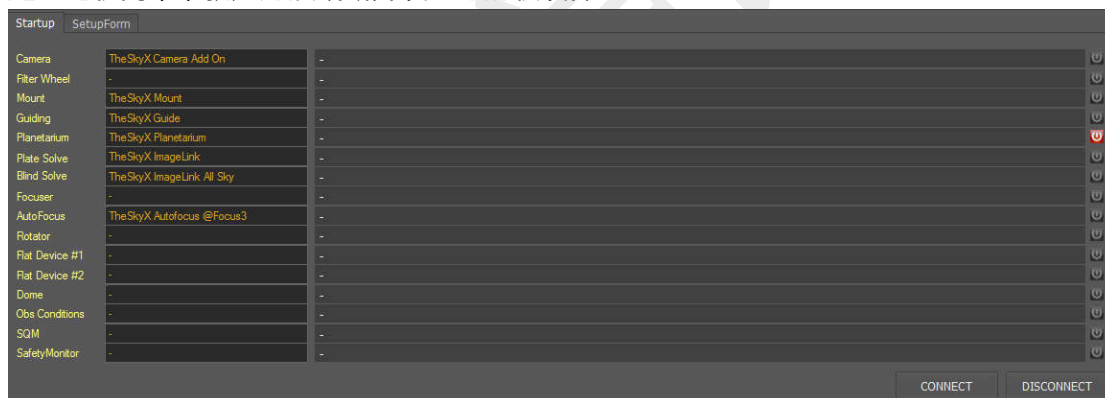 Startup SetupForm
Camera TheSkyX Camera Add On -
Filter Wheel - -
Mount TheSkyX Mount -
Guiding TheSkyX Guide -
Planetarium TheSkyX Planetarium -
Plate Solve TheSkyX ImageLink -
Blind Solve TheSkyX ImageLink All Sky -
Focuser - -
AutoFocus TheSkyX Autofocus @Focus3 -
Rotator - -
Flat Device #1 - -
Flat Device #2 - -
Dome - -
Obs Conditions - -
SQM - -
SafetyMonitor - -
CONNECT DISCONNECT